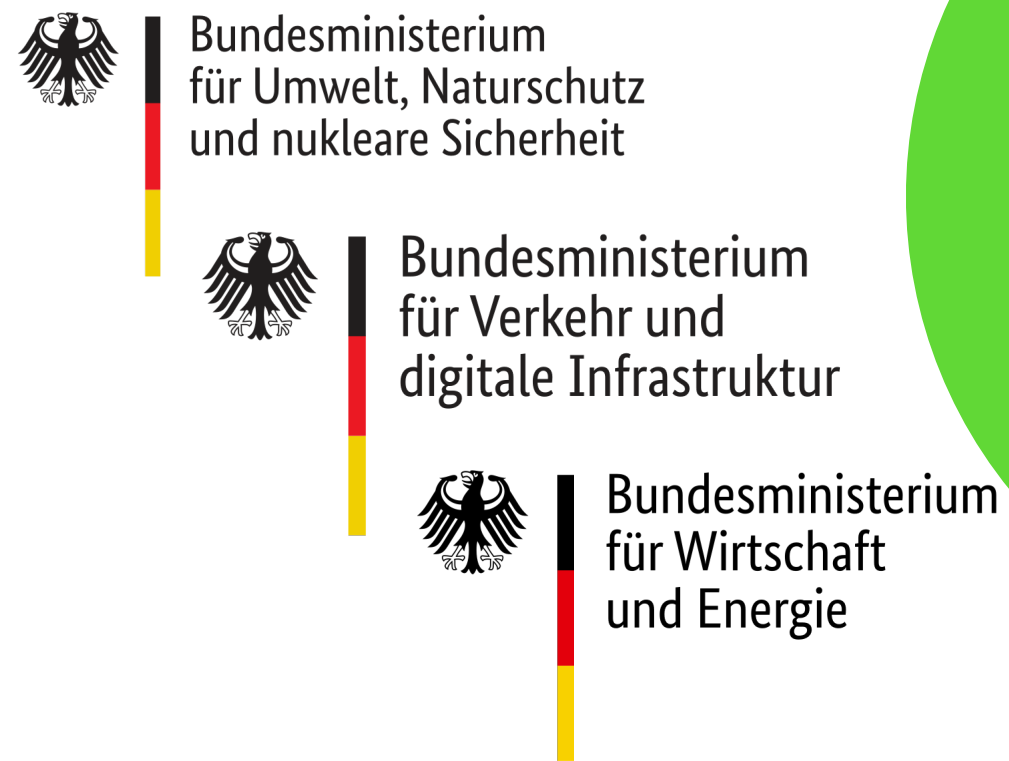 Bundesministerium
für Umwelt, Naturschutz
und nukleare Sicherheit
Bundesministerium
für Verkehr und
digitale Infrastruktur
Bundesministerium
für Wirtschaft
und Energie